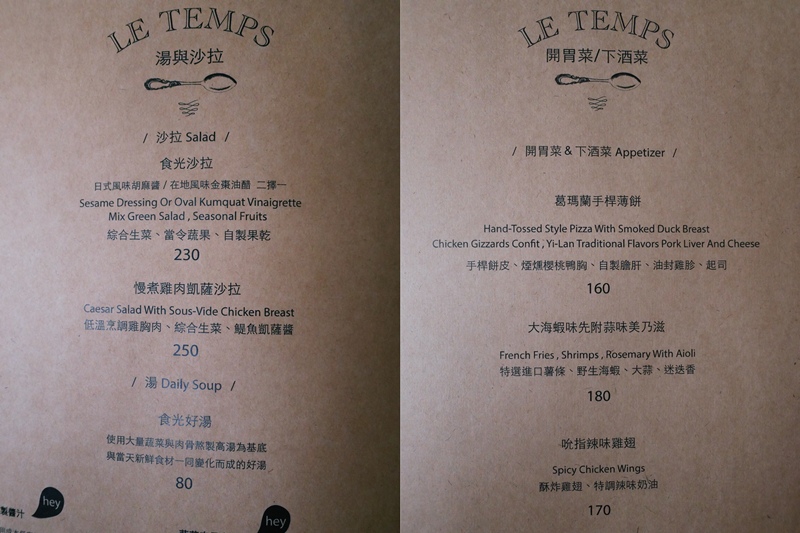 LE TEMPS
湯與沙拉
/ 沙拉 Salad /
食光沙拉
日式風味胡麻醬 / 在地風味金棗油醋 二擇一
Sesame Dressing Or Oval Kumquat Vinaigrette
Mix Green Salad , Seasonal Fruits
綜合生菜、當令蔬果、自製果乾
230
慢煮雞肉凱薩沙拉
Caesar Salad With Sous-Vide Chicken Breast
低溫烹調雞胸肉、綜合生菜、鯷魚凱薩醬
250
/ 湯 Daily Soup /
食光好湯
使用大量蔬菜與肉骨熬製高湯為基底
與當天新鮮食材一同變化而成的好湯
80
製醬汁
hey
hey
LE TEMPS
開胃菜/下酒菜
/ 開胃菜 & 下酒菜 Appetizer /
葛瑪蘭手桿薄餅
Hand-Tossed Style Pizza With Smoked Duck Breast
Chicken Gizzards Confit , Yi-Lan Traditional Flavors Pork Liver And Cheese
手桿餅皮、煙燻櫻桃鴨胸、自製膽肝、油封雞胗、起司
160
大海蝦味先附蒜味美乃滋
French Fries , Shrimps , Rosemary With Aioli
特選進口薯條、野生海蝦、大蒜、迷迭香
180
吮指辣味雞翅
Spicy Chicken Wings
酥炸雞翅、特調辣味奶油
170